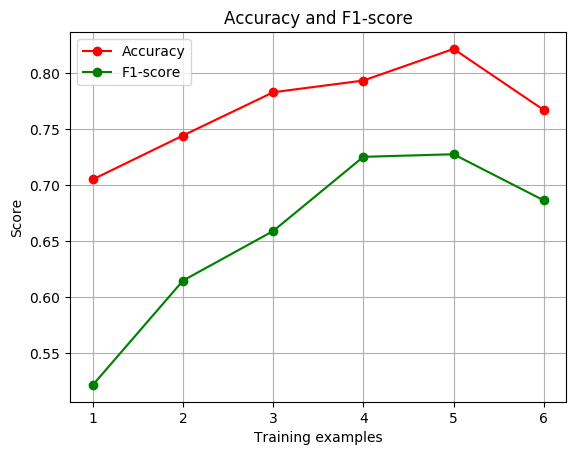 Accuracy and F1-score
Accuracy
F1-score
0.80
0.75
0.70
0.65
0.60
0.55
Score
1 2 3 4 5 6
Training examples